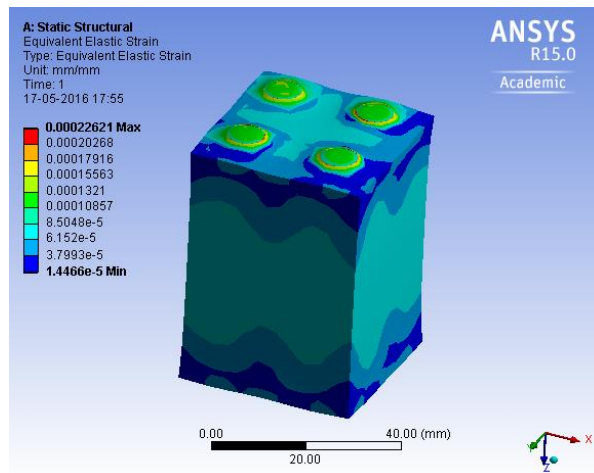 A: Static Structural
Equivalent Elastic Strain
Type: Equivalent Elastic Strain
Unit: mm/mm
Time: 1
17-05-2016 17:55
0.00022621 Max
0.00020268
0.00017916
0.00015563
0.0001321
0.00010857
8.5048e-5
6.152e-5
3.7993e-5
1.4466e-5 Min
ANSYS
R15.0
Academic
0.00
40.00 (mm)
20.00
Y
X
Z